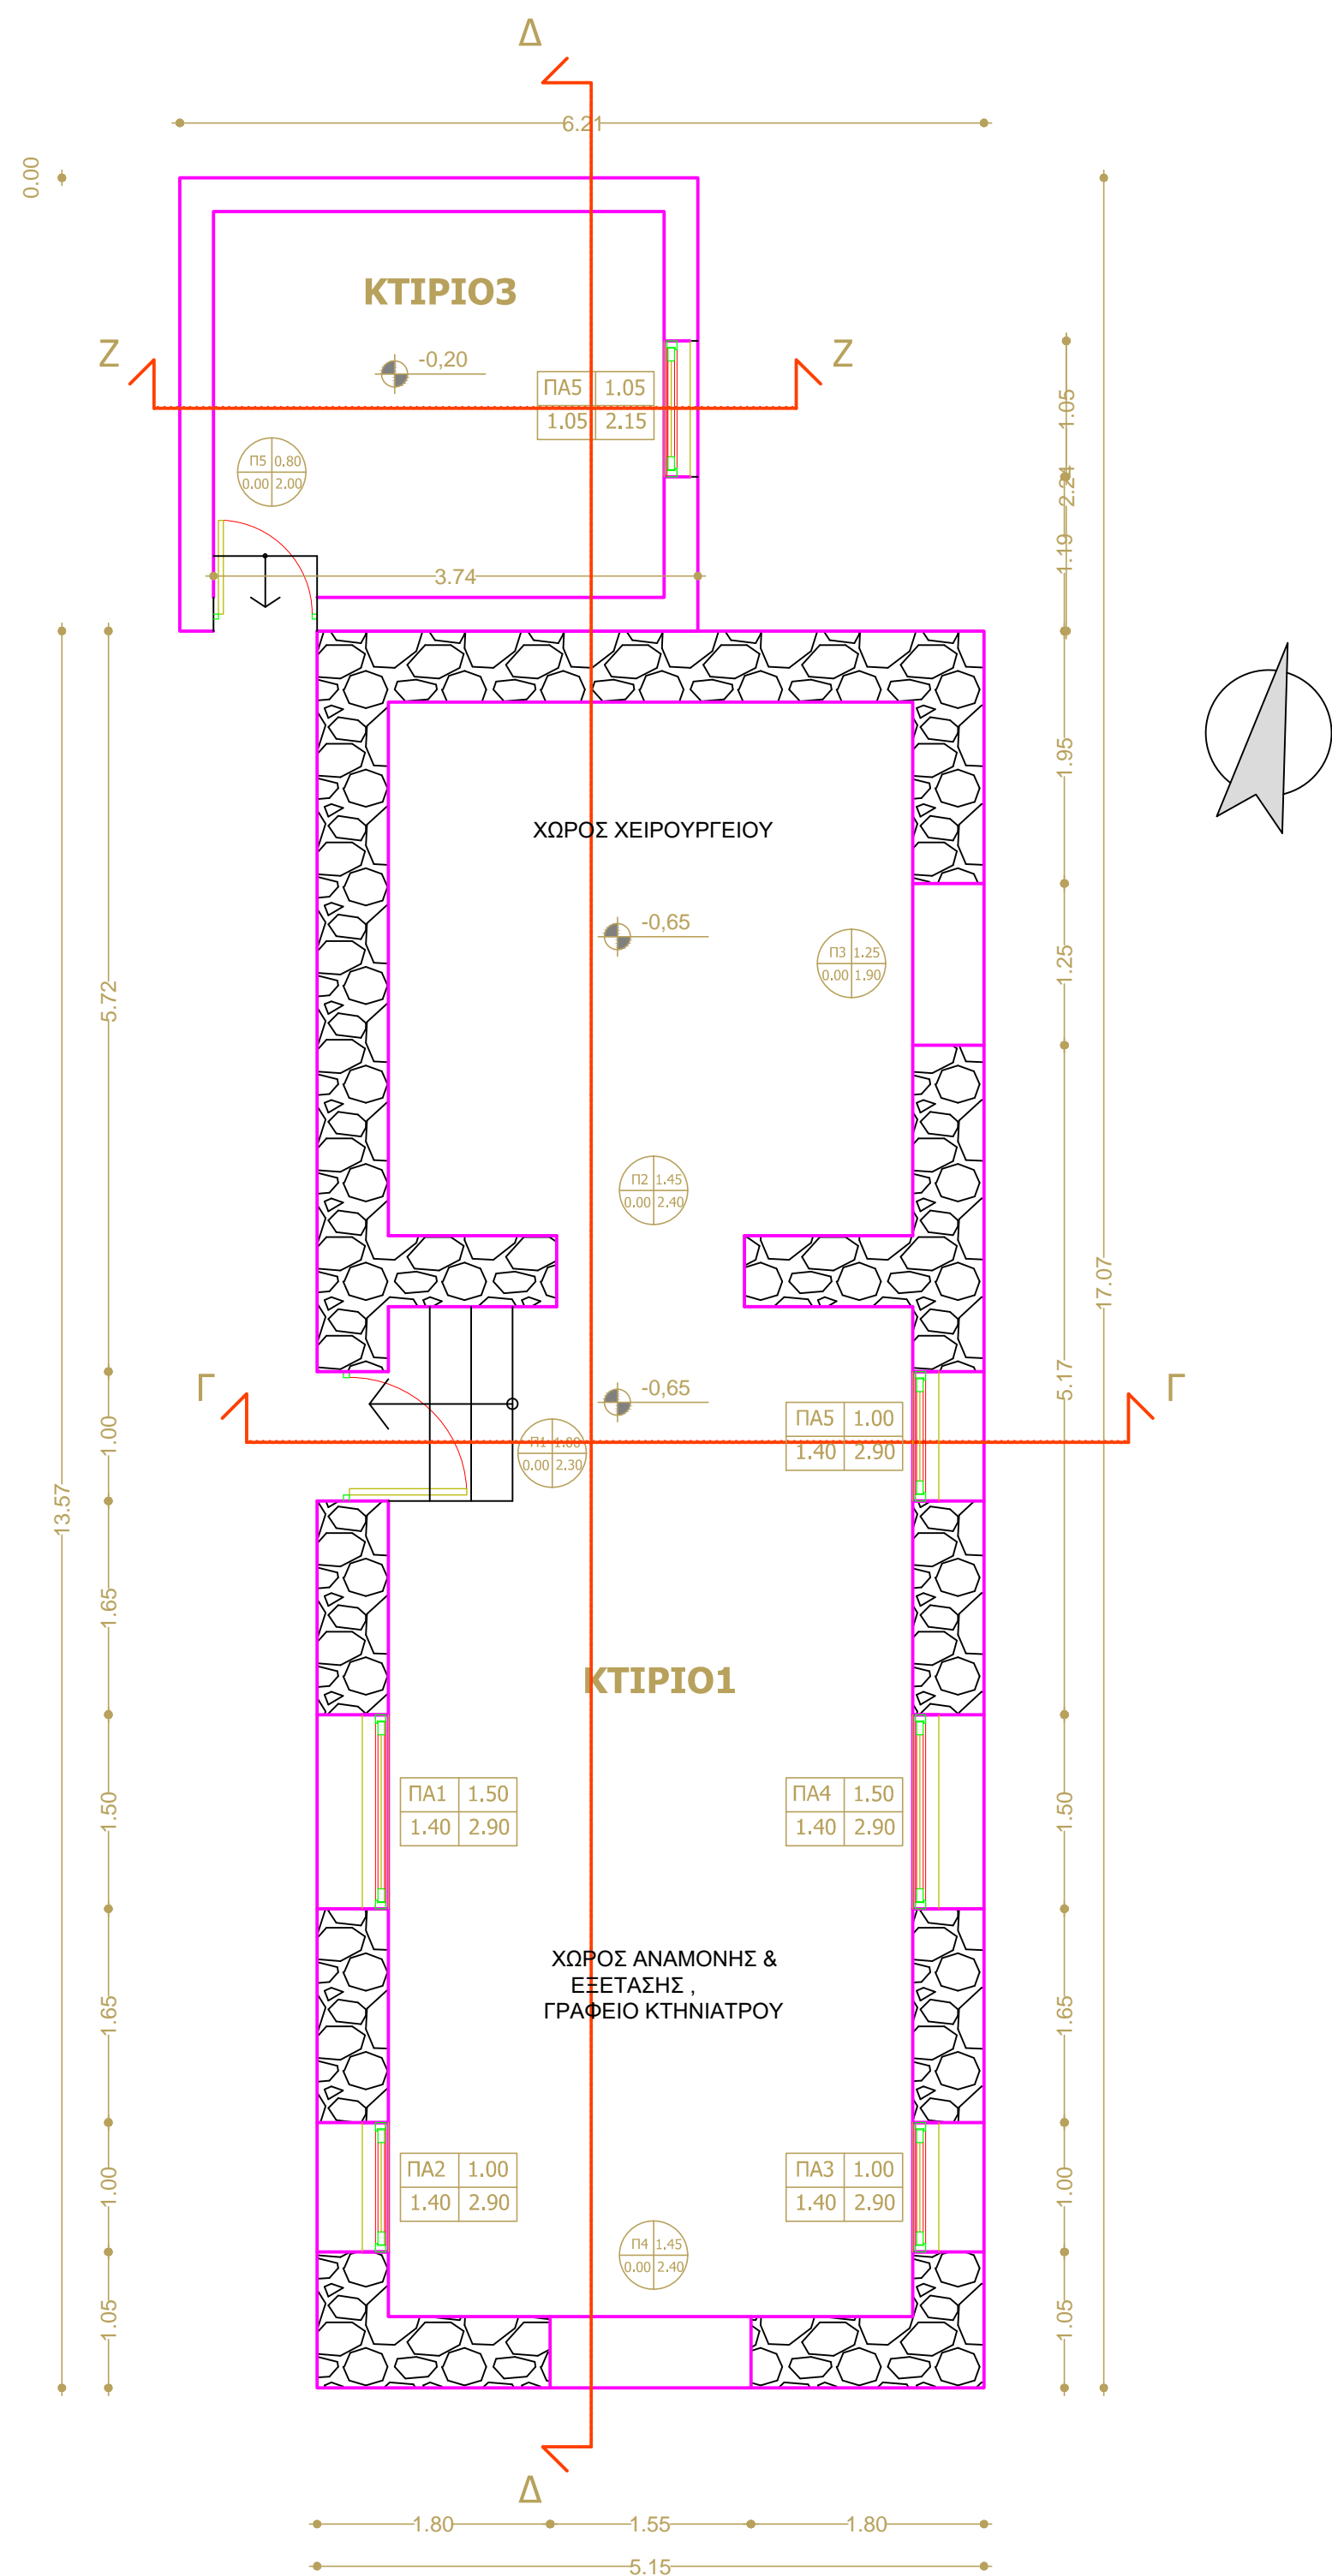 Δ
6.21
0.00
ΚΤΙΡΙΟ3
Ζ
Ζ
-0,20
ΠΑ5 1.05
1.05 2.15
1.05
Π5 0.80
0.00 2.00
2.24
1.19
3.74
1.95
ΧΩΡΟΣ ΧΕΙΡΟΥΡΓΕΙΟΥ
-0,65
Π3 1.25
0.00 1.90
1.25
5.72
Π2 1.45
0.00 2.40
17.07
Γ
Γ
-0,65
5.17
ΠΑ5 1.00
1.40 2.90
Π1 1.00
0.00 2.30
1.00
13.57
1.65
ΚΤΙΡΙΟ1
ΠΑ1 1.50
1.40 2.90
ΠΑ4 1.50
1.40 2.90
1.50
1.50
ΧΩΡΟΣ ΑΝΑΜΟΝΗΣ &
ΕΞΕΤΑΣΗΣ ,
ΓΡΑΦΕΙΟ ΚΤΗΝΙΑΤΡΟΥ
1.65
1.65
ΠΑ2 1.00
1.40 2.90
ΠΑ3 1.00
1.40 2.90
1.00
1.00
Π4 1.45
0.00 2.40
1.05
1.05
Δ
1.80
1.55
1.80
5.15